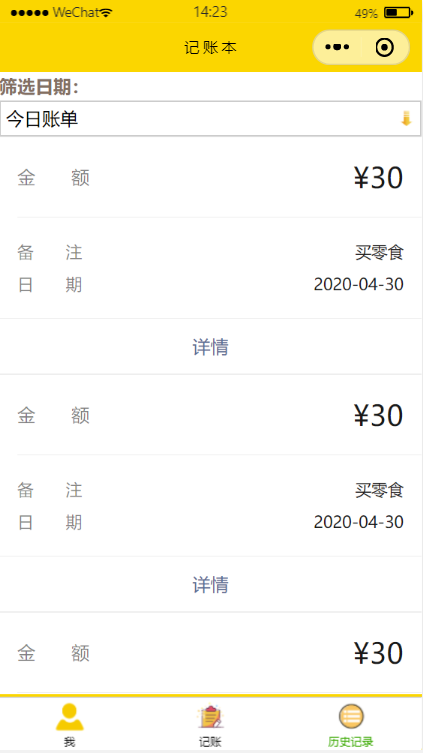 ●●●●● WeChat 14:23 49%
记账本
筛选日期:
今日账单
金 额 ¥30
备 注 买零食
日 期 2020-04-30
详情
金 额 ¥30
备 注 买零食
日 期 2020-04-30
详情
金 额 ¥30
我 记账 历史记录